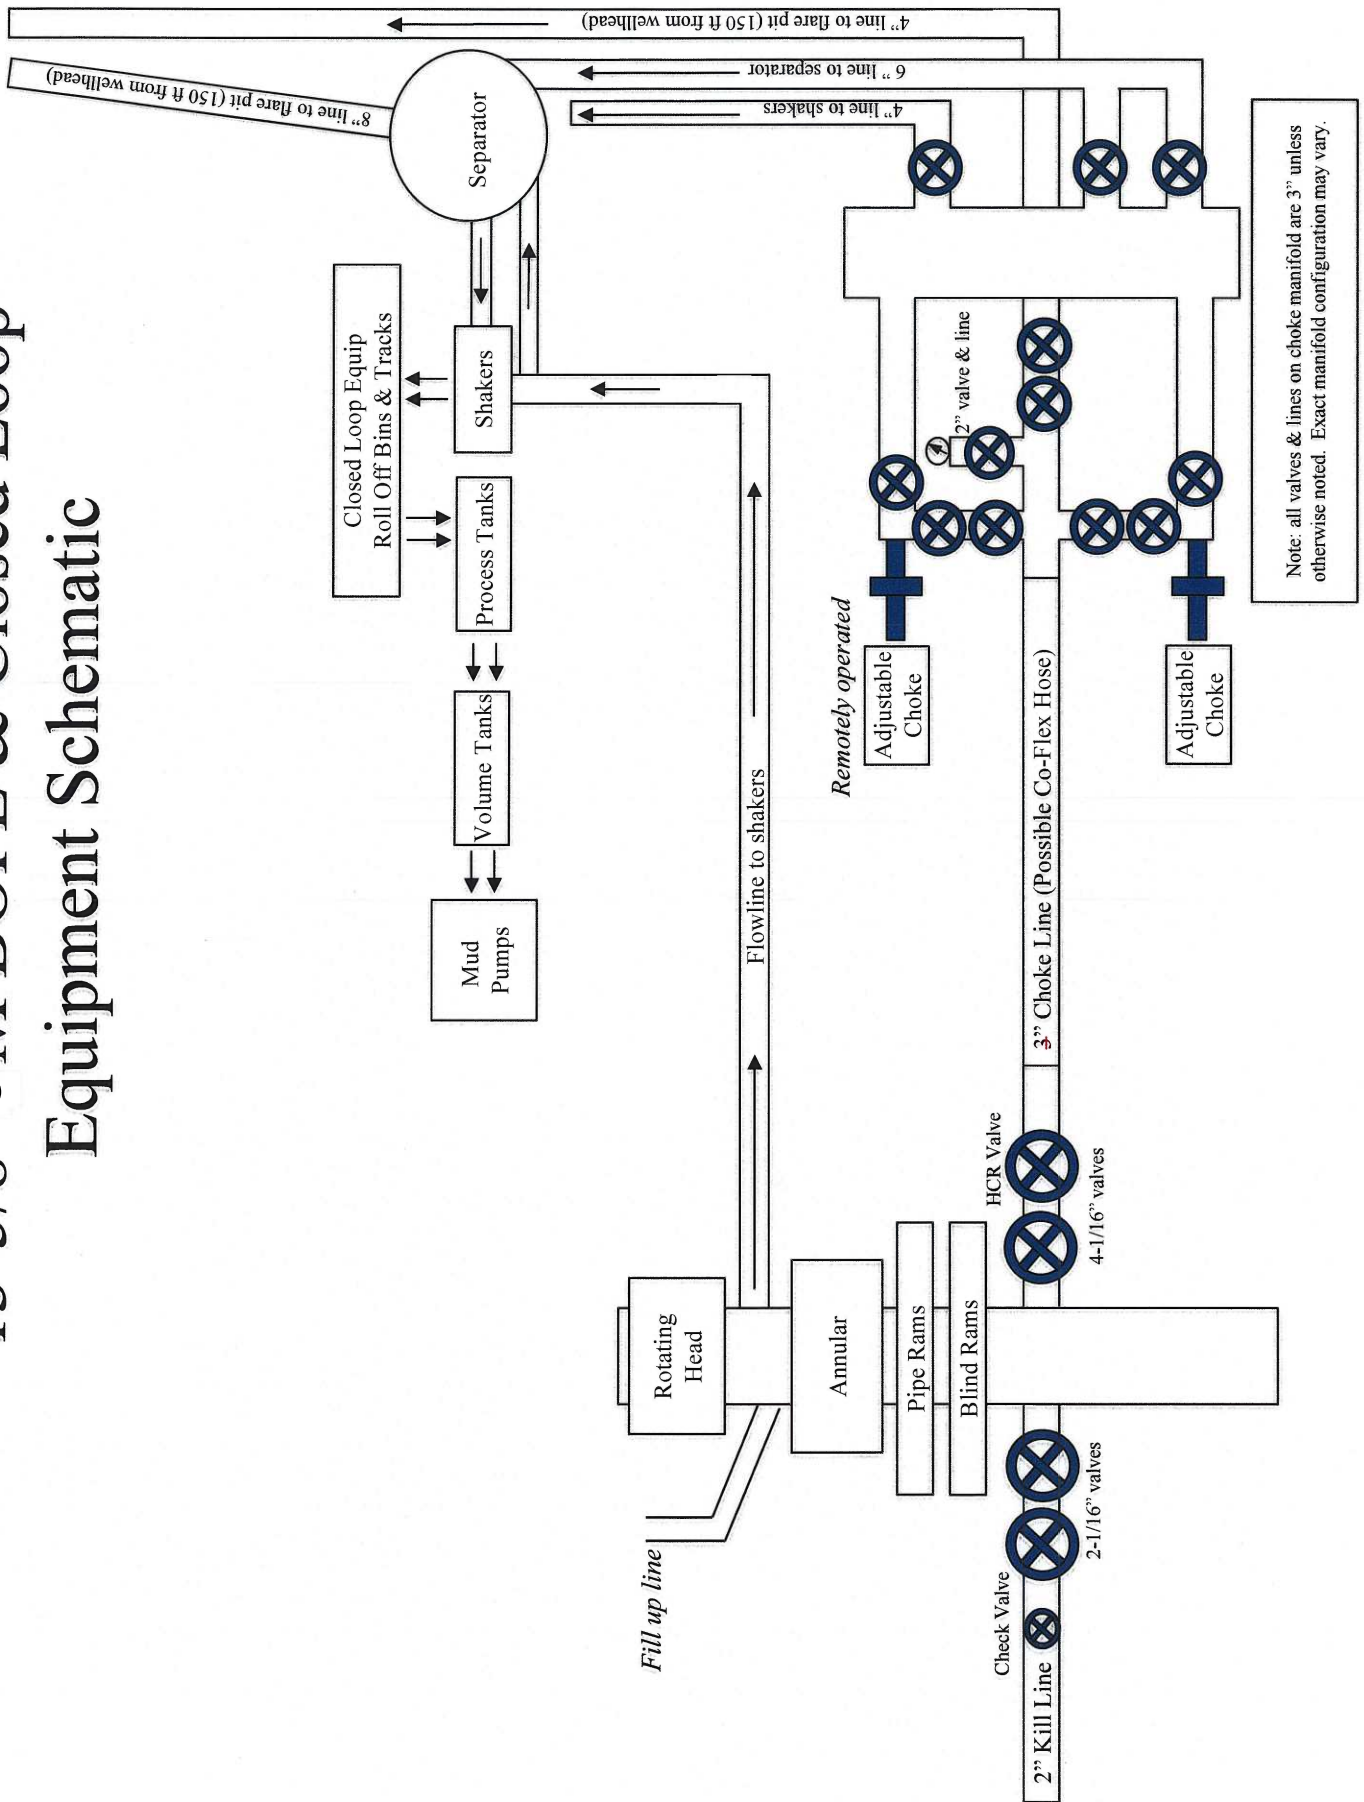 Equipment Schematic
Closed Loop Equip
Roll Off Bins & Tracks
Mud
Pumps
Volume Tanks
Process Tanks
Shakers
Separator
8” line to flare pit (150 ft from wellhead)
4” line to flare pit (150 ft from wellhead)
6” line to separator
4” line to shakers
Fill up line
Rotating
Head
Flowline to shakers
Annular
Pipe Rams
Blind Rams
Remotely operated
Adjustable
Choke
2” valve & line
Check Valve
HCR Valve
2” Kill Line
3” Choke Line (Possible Co-Flex Hose)
2-1/16” valves
4-1/16” valves
Adjustable
Choke
Note: all valves & lines on choke manifold are 3” unless
otherwise noted. Exact manifold configuration may vary.